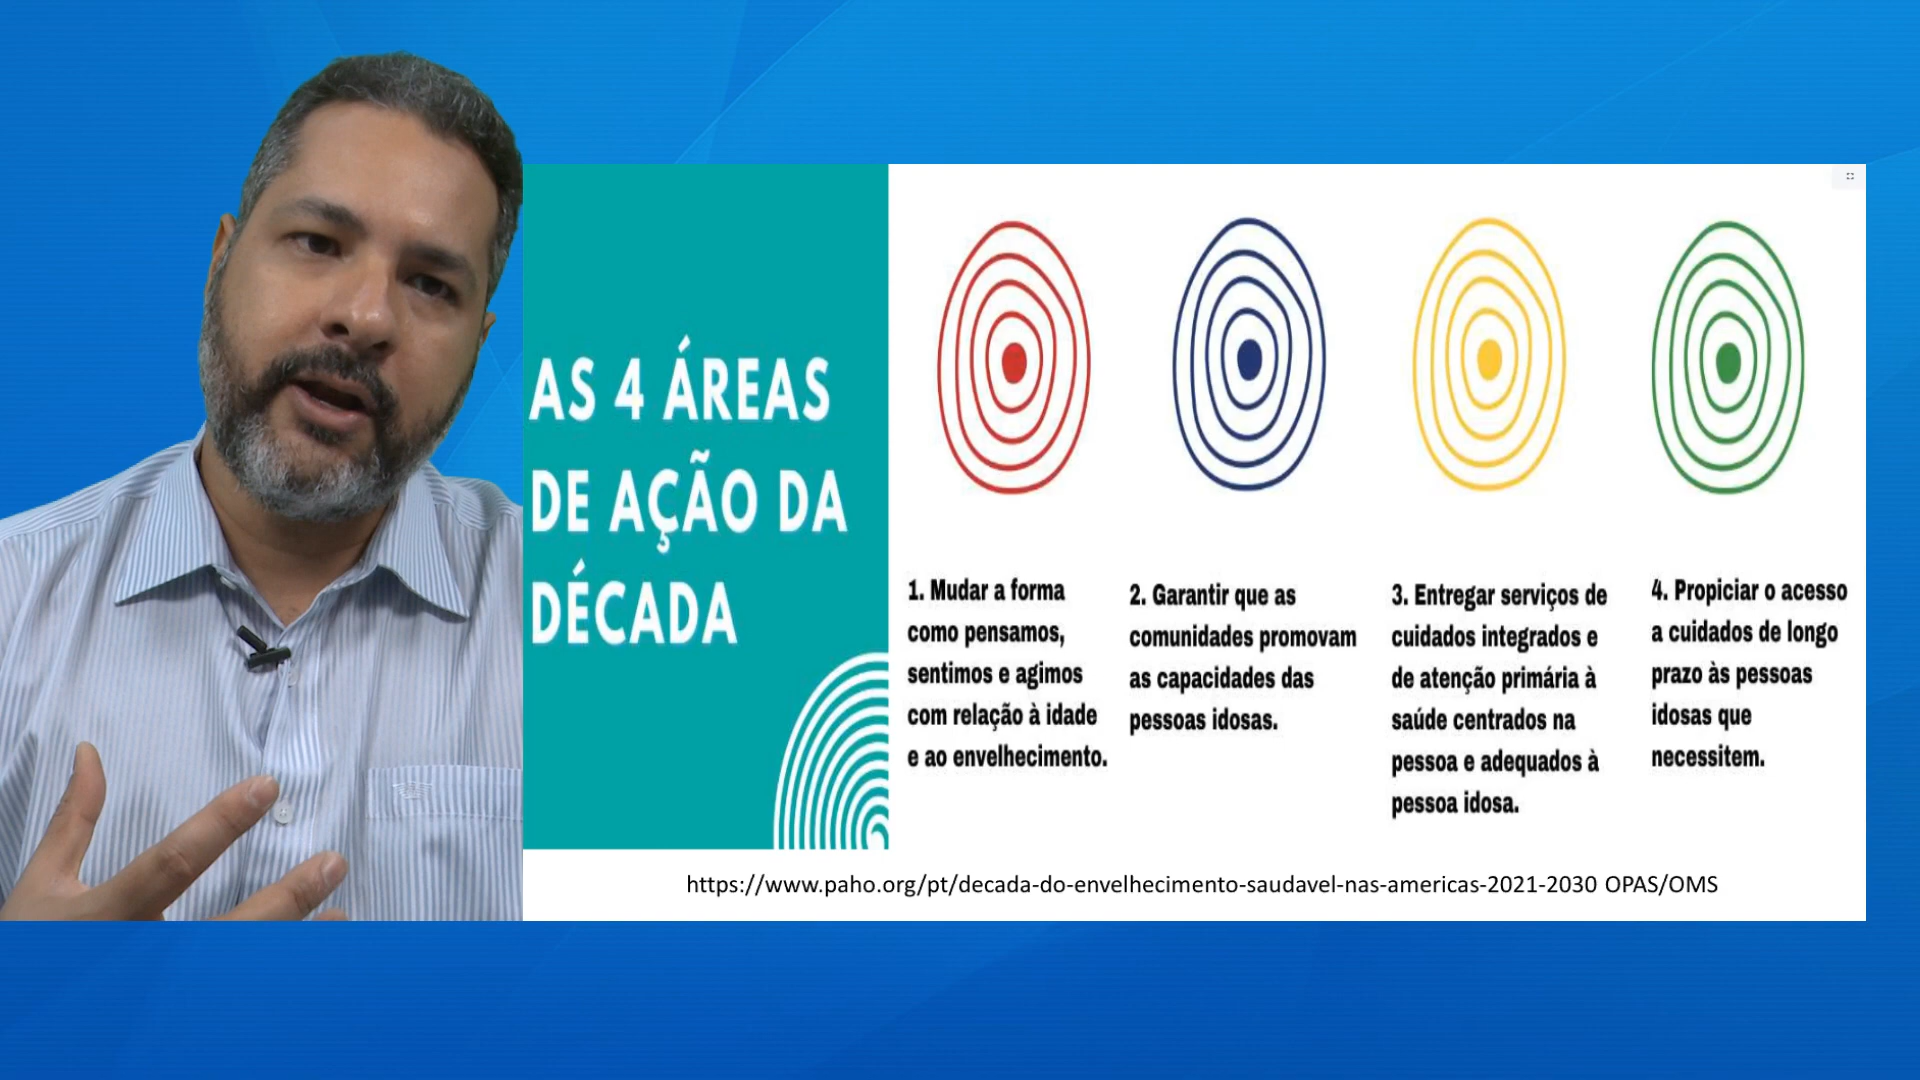 AS 4 ÁREAS
DE AÇÃO DA
DÉCADA
1. Mudar a forma
como pensamos,
sentimos e agimos
com relação à idade
e ao envelhecimento.
2. Garantir que as
comunidades promovam
as capacidades das
pessoas idosas.
3. Entregar serviços de
cuidados integrados e
de atenção primária à
saúde centrados na
pessoa e adequados à
pessoa idosa.
4. Propiciar o acesso
a cuidados de longo
prazo às pessoas
idosas que
necessitem.
https://www.paho.org/pt/decada-do-envelhecimento-saudavel-nas-americas-2021-2030 OPAS/OMS